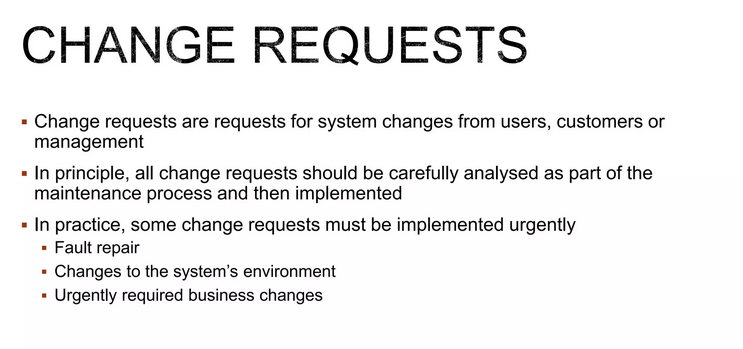 CHANGE REQUESTS
▪ Change requests are requests for system changes from users, customers or
management
▪ In principle, all change requests should be carefully analysed as part of the
maintenance process and then implemented
▪ In practice, some change requests must be implemented urgently
▪ Fault repair
▪ Changes to the system's environment
▪ Urgently required business changes